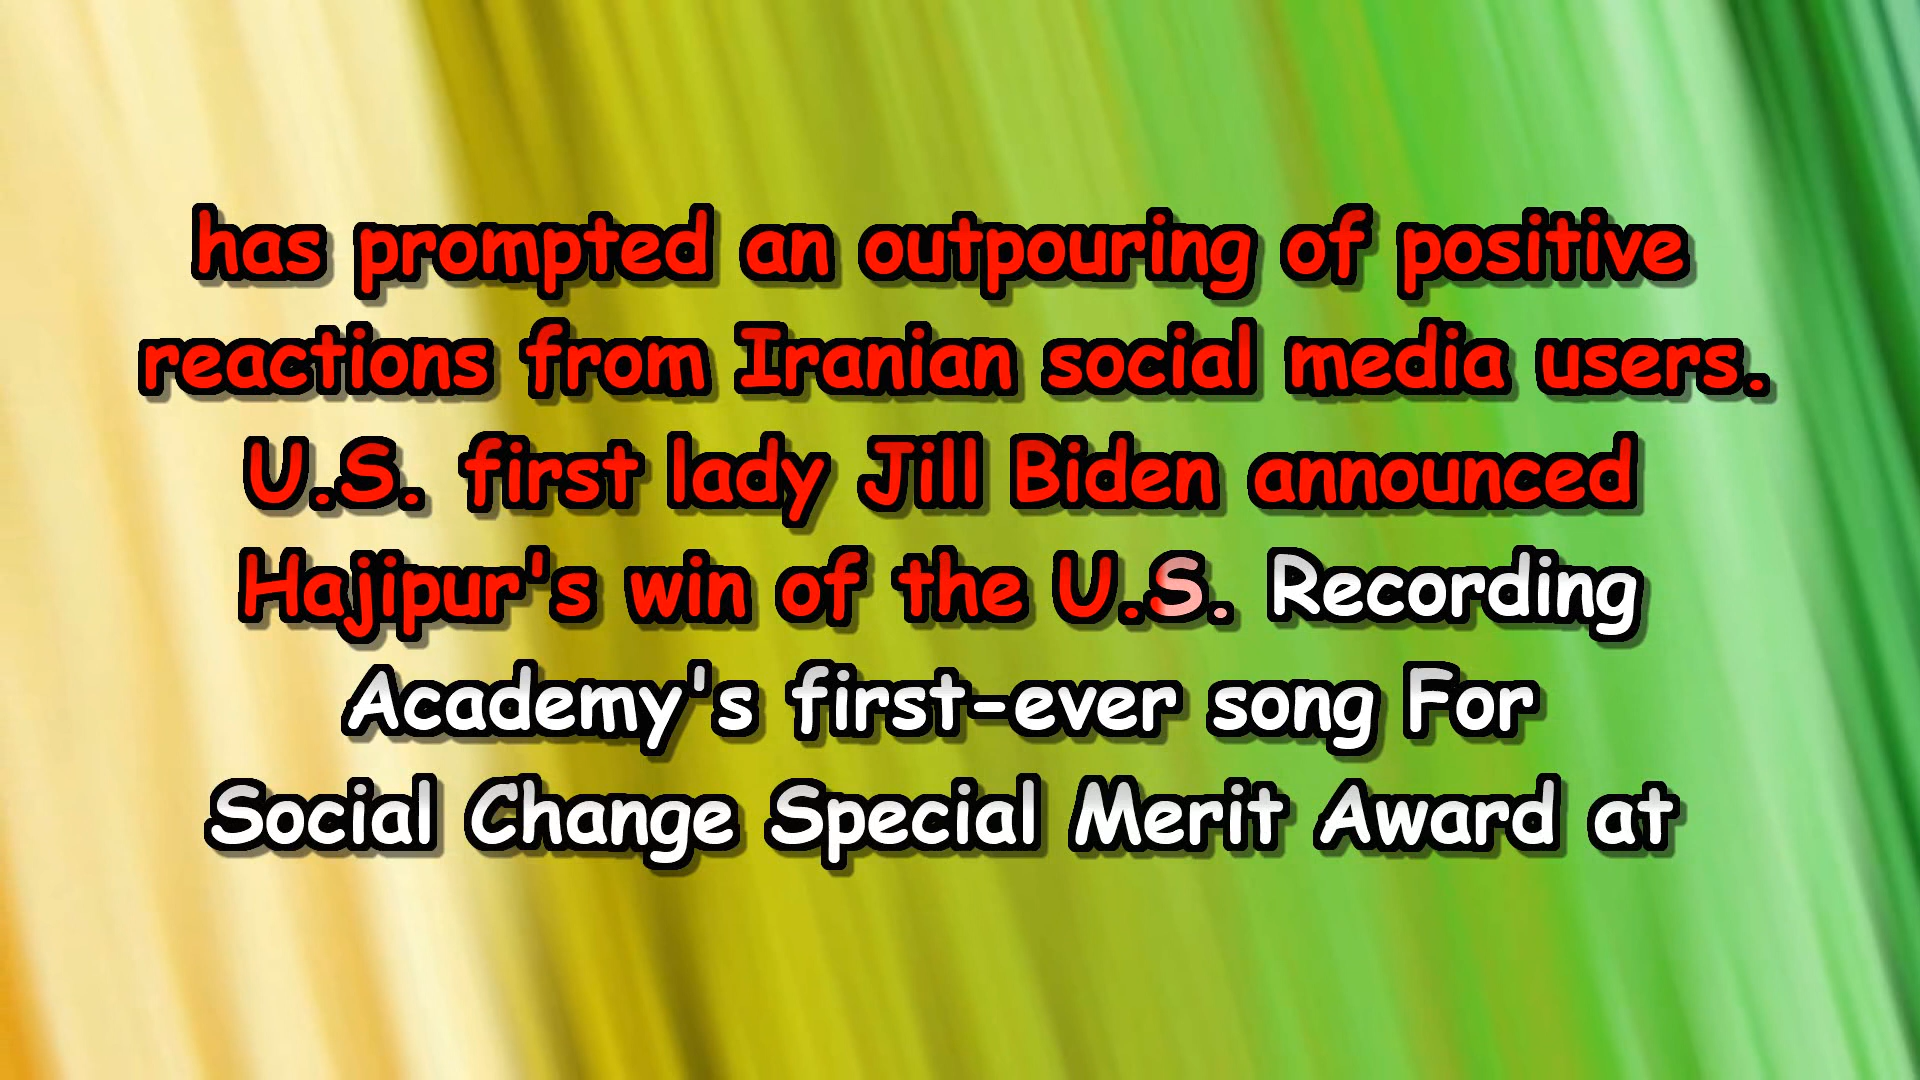 has prompted an outpouring of positive
reactions from Iranian social media users.
U.S. first lady Jill Biden announced
Hajipur's win of the U.S. Recording
Academy's first-ever song For
Social Change Special Merit Award at